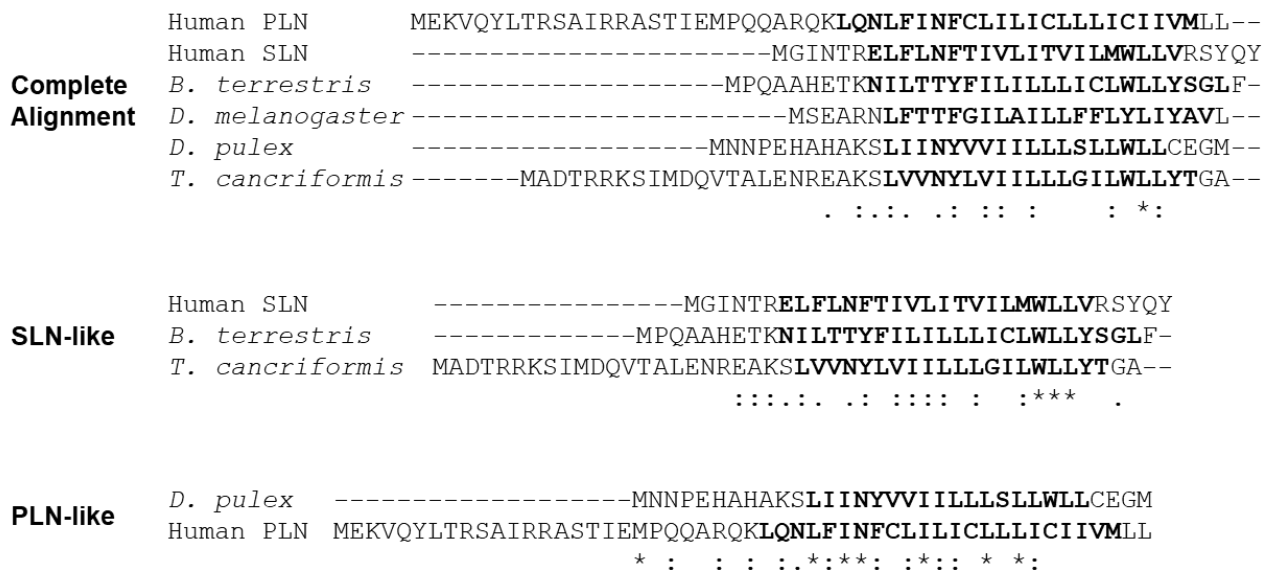 Human PLN MEKVQYLTRSAIRRASTIEMPQQARQKLQNLFINFCLILICLLLICIIVMLL--
Human SLN -----------------------MGINTRELFLNFTIVLITVILMWLLVRSYQY
Complete Alignment
B. terrestris --------------------MPQAAHETKNILTTYFILILLLICLWLLYSGLF-
D. melanogaster ------------------------MSEARNLFTTFGILAILLFFLYLIYAVL--
D. pulex -------------------MNNPEHAHAKSLIINYVVIILLLSLLWLLCEGM--
T. cancriformis -------MADTRRKSIMDQVTALENREAKSLVVNYLVIILLLGILWLLYTGA--
. :.:. .: :: :    : *:
Human SLN ----------------MGINTRELFLNFTIVLITVILMWLLVRSYQY
SLN-like B. terrestris -------------MPQAAHETKNILTTYFILILLLICLWLLYSGLF-
T. cancriformis MADTRRKSIMDQVTALENREAKSLVVNYLVIILLLGILWLLYTGA--
:::.:. .: :::: :  :***  .
D. pulex -------------------MNNPEHAHAKSLIINYVVIILLLSLLWLLCEGM
PLN-like Human PLN MEKVQYLTRSAIRRASTIEMPQQARQKLQNLFINFCLILICLLLICIIVMLL
* :  : : :.*:**: :*:: * *: